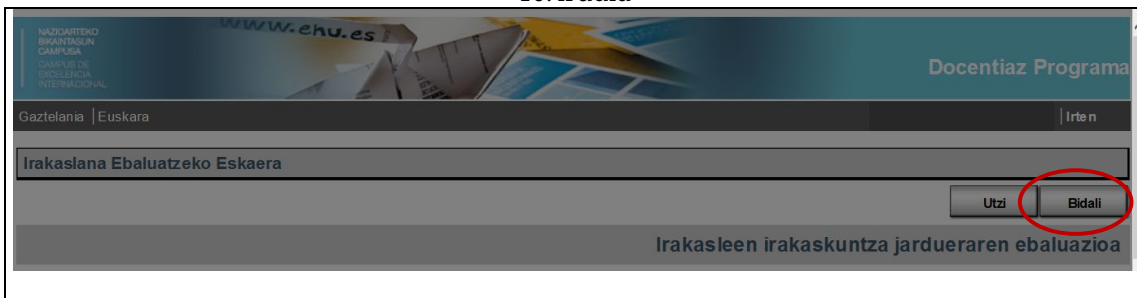 NAZIOARTEKO
BIKAINTASUN
CAMPUSA
CAMPUS DE
EXCELENCIA
INTERNACIONAL
www.ehu.es
Docentiaz Programa
Gaztelania | Euskara
| Irten
Irakaslana Ebaluatzeko Eskaera
Utzi
Bidali
Irakasleen irakaskuntza jardueraren ebaluazioa